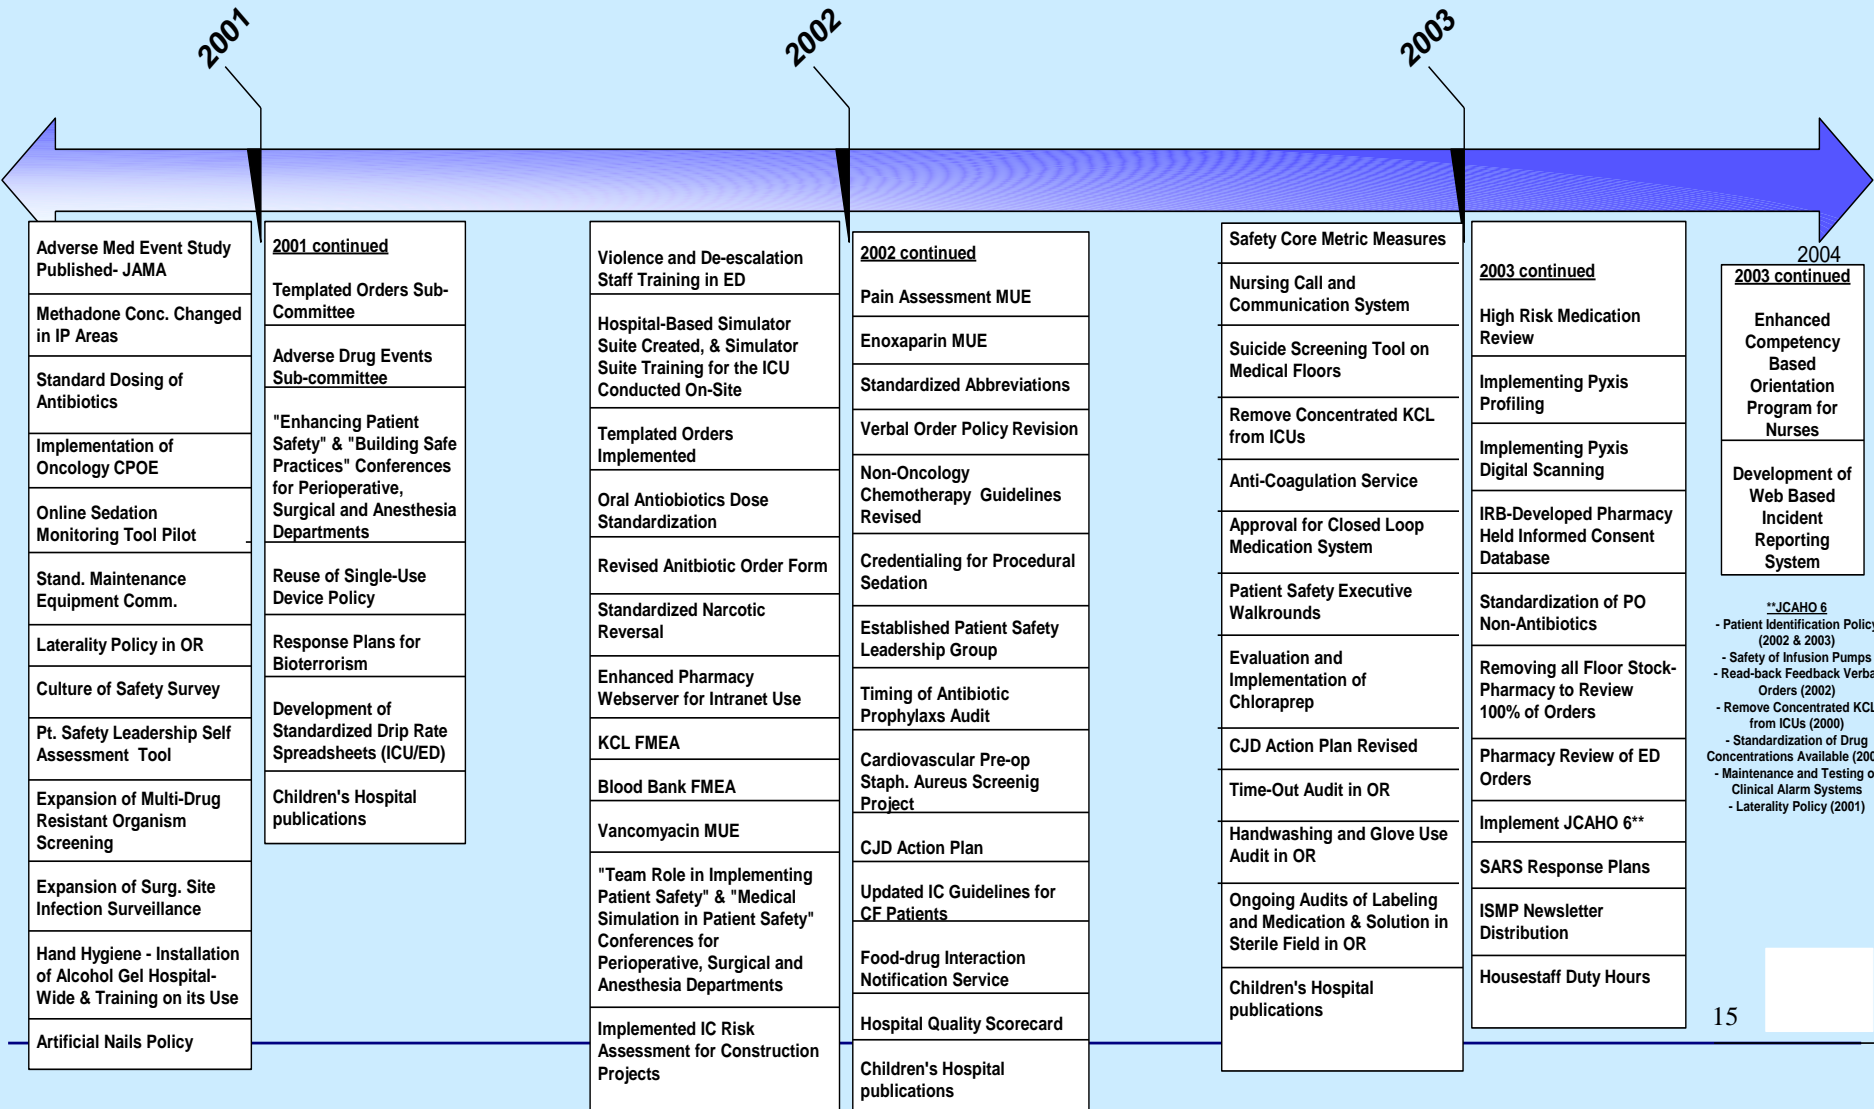 2001
2002
2003
Adverse Med Event Study
Published- JAMA
Methadone Conc. Changed
in IP Areas
Standard Dosing of
Antibiotics
Implementation of
Oncology CPOE
Online Sedation
Monitoring Tool Pilot
Stand. Maintenance
Equipment Comm.
Laterality Policy in OR
Culture of Safety Survey
Pt. Safety Leadership Self
Assessment Tool
Expansion of Multi-Drug
Resistant Organism
Screening
Expansion of Surg. Site
Infection Surveillance
Hand Hygiene - Installation
of Alcohol Gel Hospital-
Wide & Training on its Use
Artificial Nails Policy
2001 continued
Templated Orders Sub-
Committee
Adverse Drug Events
Sub-committee
"Enhancing Patient
Safety" & "Building Safe
Practices" Conferences
for Perioperative,
Surgical and Anesthesia
Departments
Reuse of Single-Use
Device Policy
Response Plans for
Bioterrorism
Development of
Standardized Drip Rate
Spreadsheets (ICU/ED)
Children's Hospital
publications
Violence and De-escalation
Staff Training in ED
Hospital-Based Simulator
Suite Created, & Simulator
Suite Training for the ICU
Conducted On-Site
Templated Orders
Implemented
Oral Antiobiotics Dose
Standardization
Revised Anitbiotic Order Form
Standardized Narcotic
Reversal
Enhanced Pharmacy
Webserver for Intranet Use
KCL FMEA
Blood Bank FMEA
Vancomyacin MUE
"Team Role in Implementing
Patient Safety" & "Medical
Simulation in Patient Safety"
Conferences for
Perioperative, Surgical and
Anesthesia Departments
Implemented IC Risk
Assessment for Construction
Projects
2002 continued
Pain Assessment MUE
Enoxaparin MUE
Standardized Abbreviations
Verbal Order Policy Revision
Non-Oncology
Chemotherapy Guidelines
Revised
Credentialing for Procedural
Sedation
Established Patient Safety
Leadership Group
Timing of Antibiotic
Prophylaxs Audit
Cardiovascular Pre-op
Staph. Aureus Screenig
Project
CJD Action Plan
Updated IC Guidelines for
CF Patients
Food-drug Interaction
Notification Service
Hospital Quality Scorecard
Children's Hospital
publications
Safety Core Metric Measures
Nursing Call and
Communication System
Suicide Screening Tool on
Medical Floors
Remove Concentrated KCL
from ICUs
Anti-Coagulation Service
Approval for Closed Loop
Medication System
Patient Safety Executive
Walkrounds
Evaluation and
Implementation of
Chloraprep
CJD Action Plan Revised
Time-Out Audit in OR
Handwashing and Glove Use
Audit in OR
Ongoing Audits of Labeling
and Medication & Solution in
Sterile Field in OR
Children's Hospital
publications
2003 continued
High Risk Medication
Review
Implementing Pyxis
Profiling
Implementing Pyxis
Digital Scanning
IRB-Developed Pharmacy
Held Informed Consent
Database
Standardization of PO
Non-Antibiotics
Removing all Floor Stock-
Pharmacy to Review
100% of Orders
Pharmacy Review of ED
Orders
Implement JCAHO 6**
SARS Response Plans
ISMP Newsletter
Distribution
Housestaff Duty Hours
2004
2003 continued
Enhanced
Competency
Based
Orientation
Program for
Nurses
Development of
Web Based
Incident
Reporting
System
**JCAHO 6
- Patient Identification Policy
(2002 & 2003)
- Safety of Infusion Pumps
- Read-back Feedback Verba
Orders (2002)
- Remove Concentrated KCL
from ICUs (2000)
- Standardization of Drug
Concentrations Available (200
- Maintenance and Testing o
Clinical Alarm Systems
- Laterality Policy (2001)
15